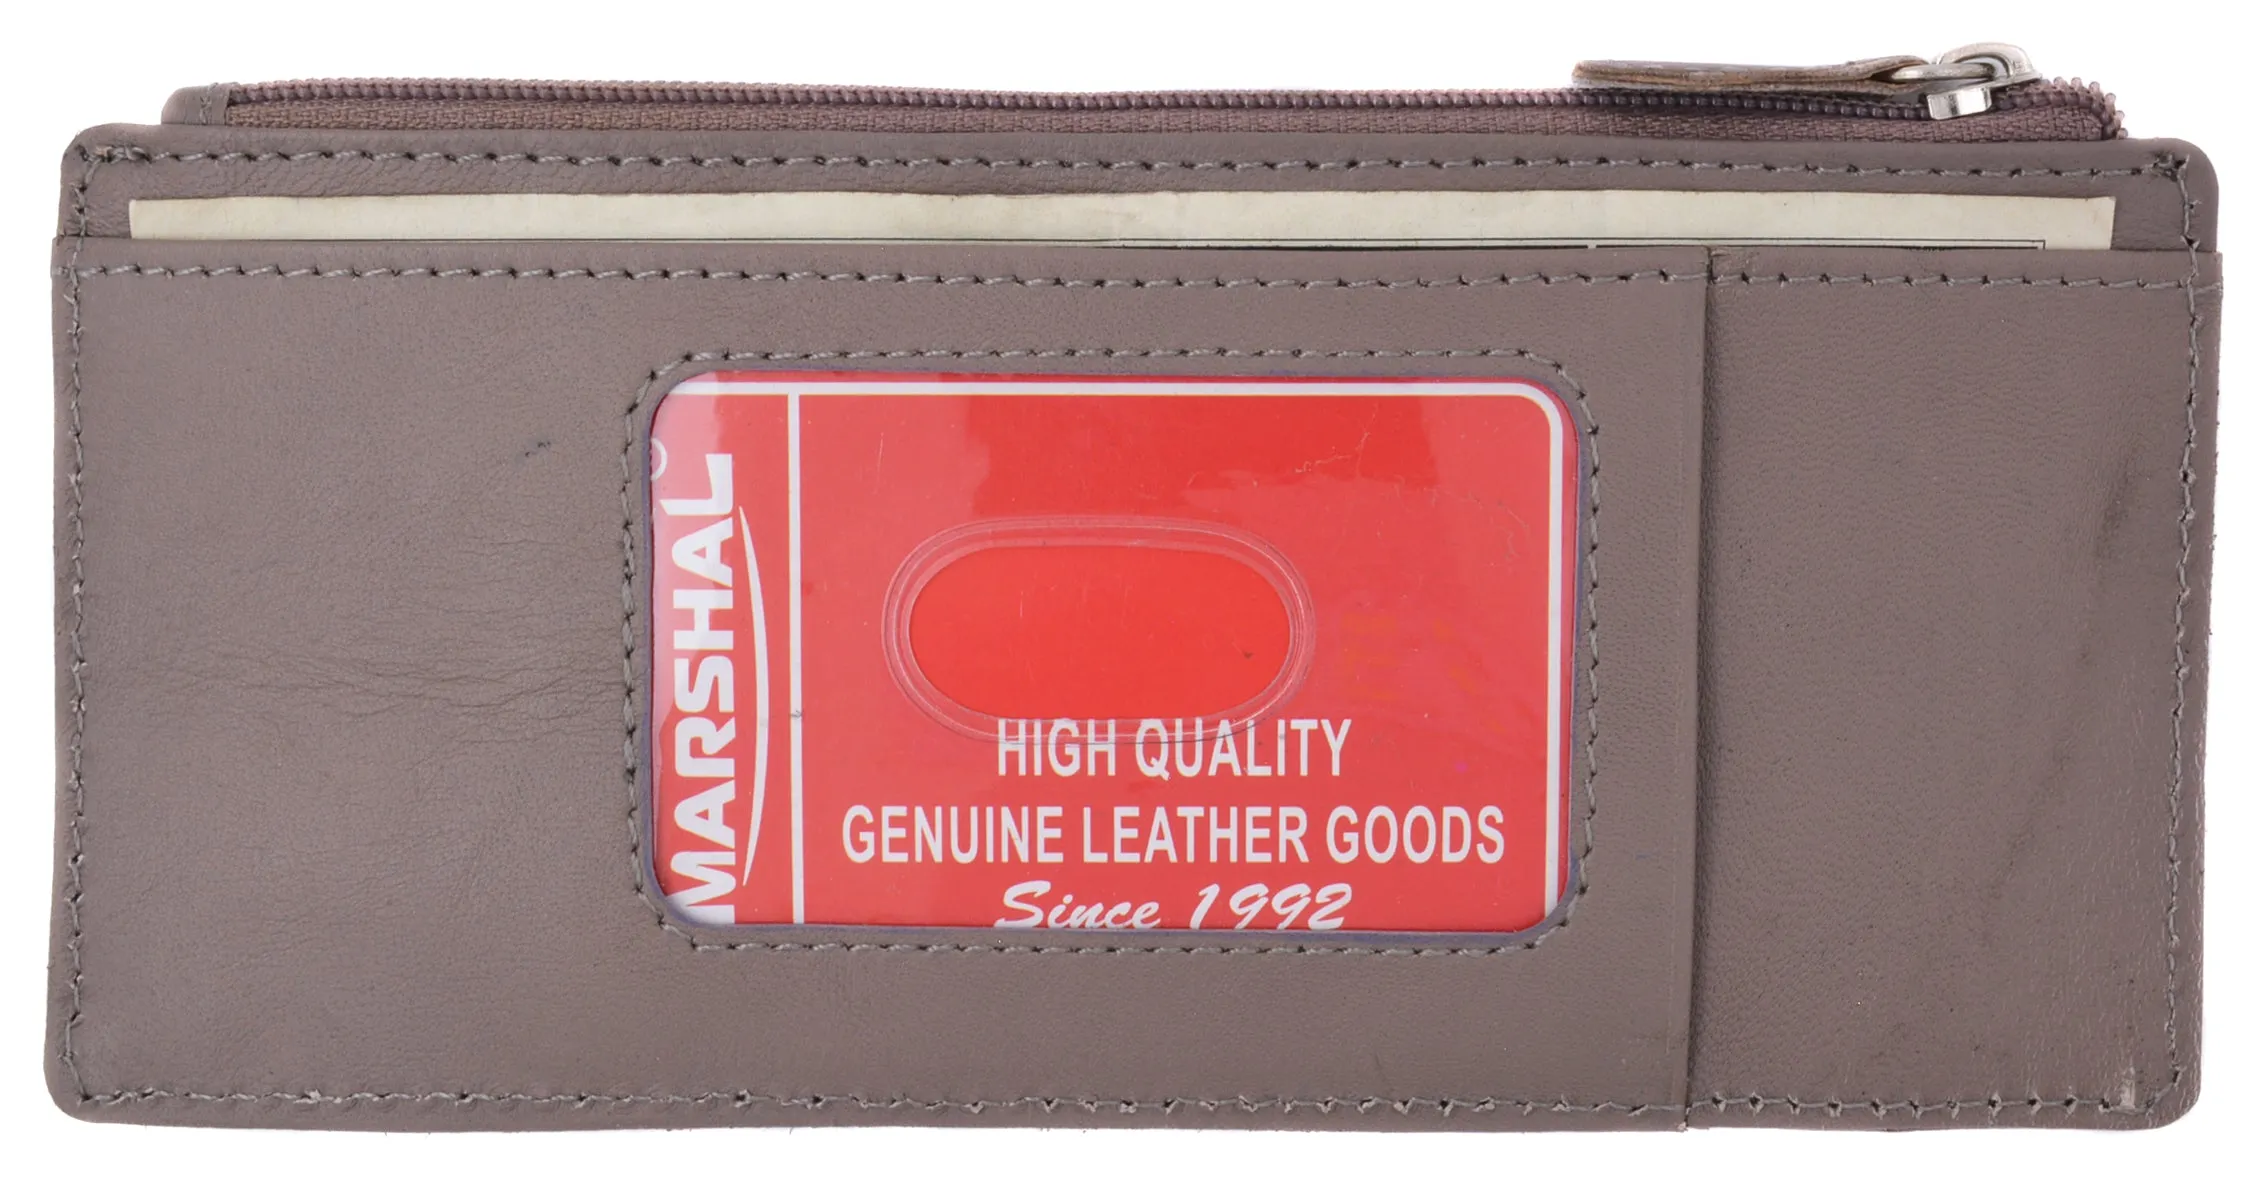 MARSHAL
HIGH QUALITY
GENUINE LEATHER GOODS
Since 1992